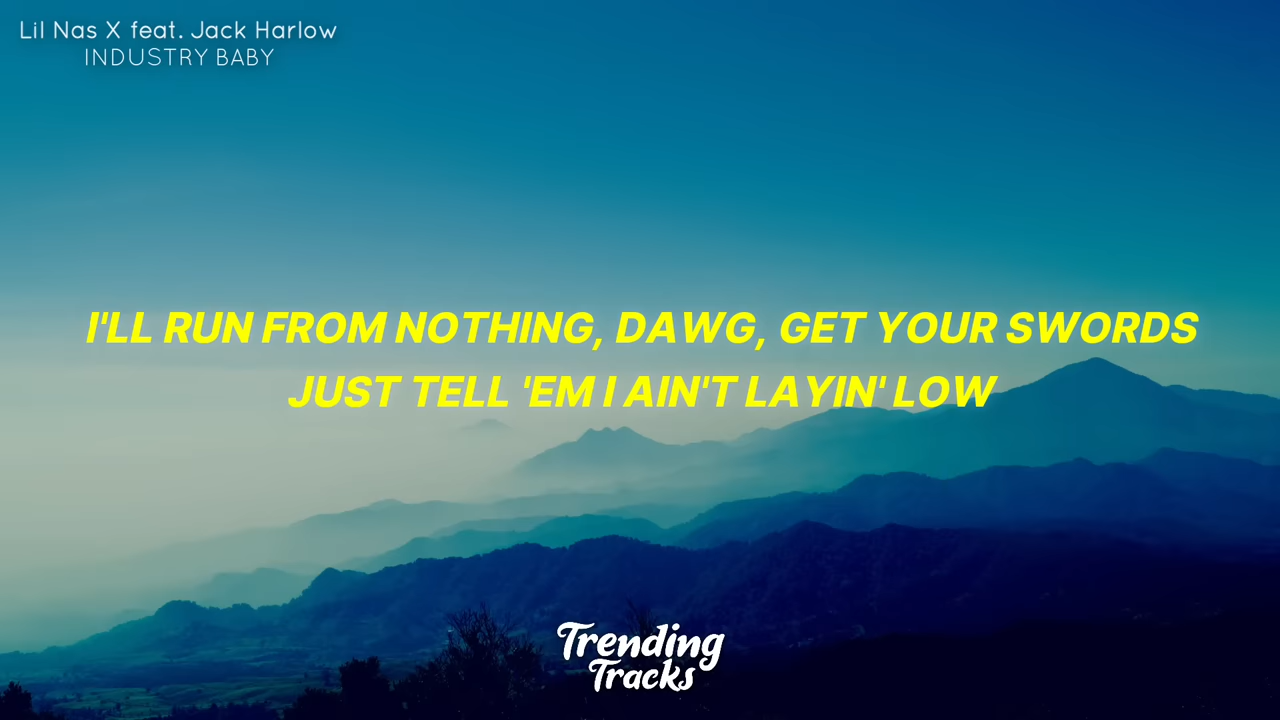 Lil Nas X feat. Jack Harlow
INDUSTRY BABY
I'LL RUN FROM NOTHING, DAWG, GET YOUR SWORDS
JUST TELL 'EM I AIN'T LAYIN' LOW
Trending
Tracks